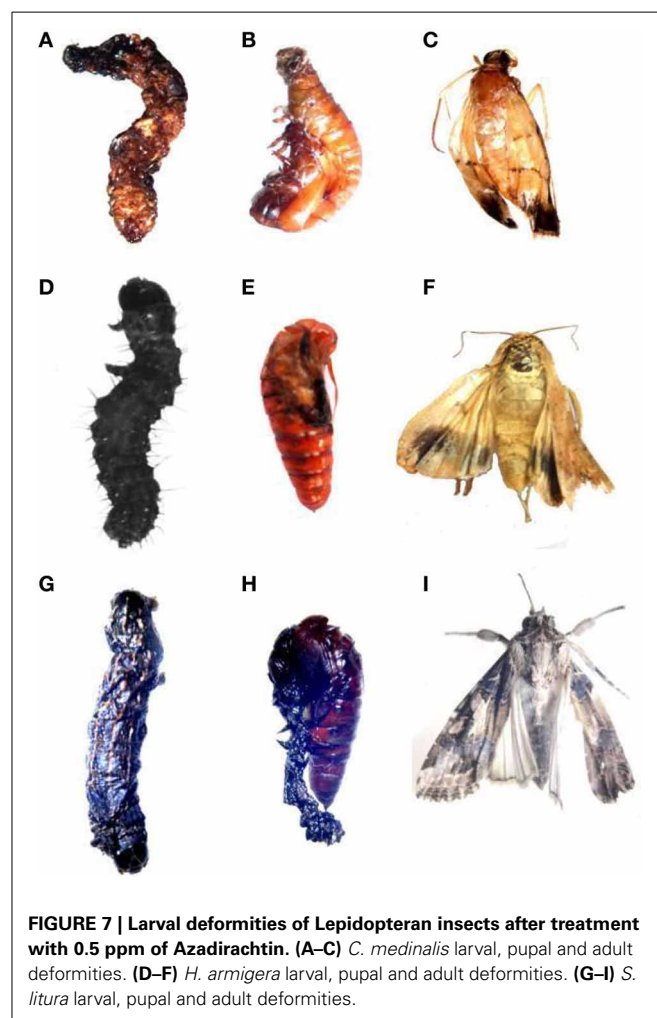 A B C
D E F
G H I
FIGURE 7 | Larval deformities of Lepidopteran insects after treatment
with 0.5 ppm of Azadirachtin. (A–C) C. medinalis larval, pupal and adult
deformities. (D–F) H. armigera larval, pupal and adult deformities. (G–I) S.
litura larval, pupal and adult deformities.